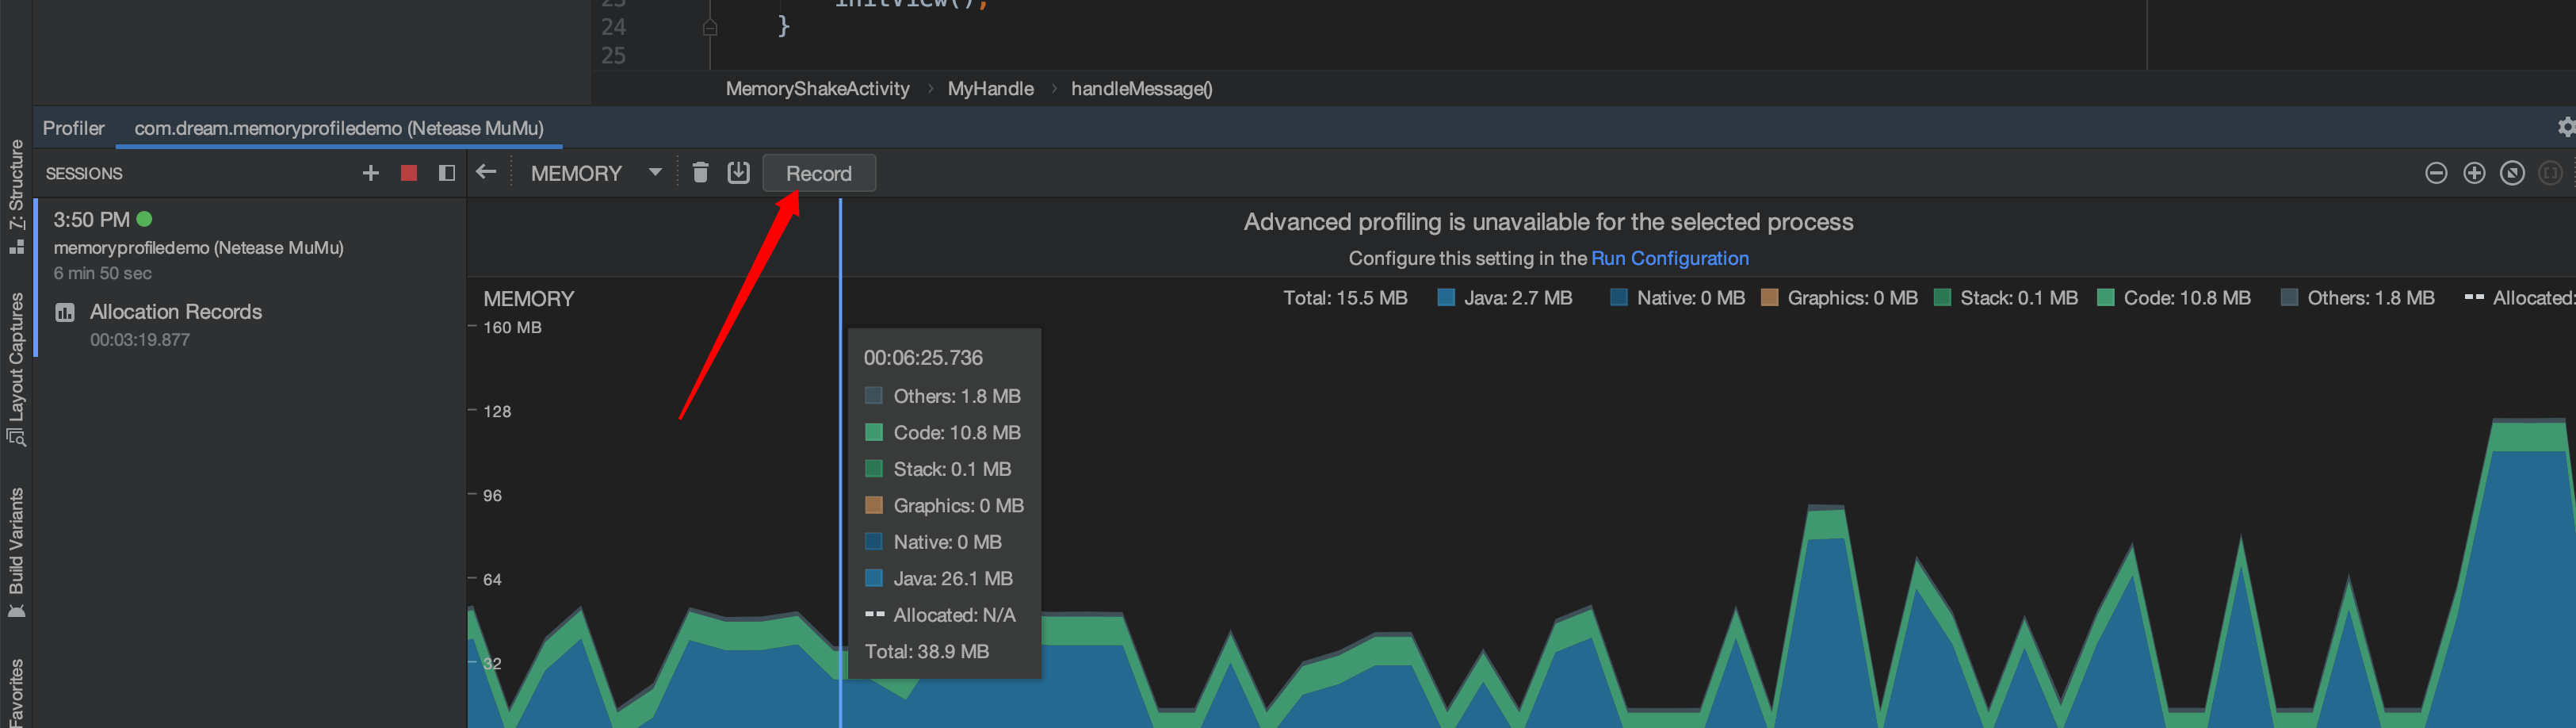 23 initView();
24 }
25
MemoryShakeActivity › MyHandle › handleMessage()
Profiler com.dream.memoryprofiledemo (Netease MuMu)
SESSIONS
MEMORY
Record
3:50 PM
memoryprofiledemo (Netease MuMu)
6 min 50 sec
Allocation Records
00:03:19.877
Advanced profiling is unavailable for the selected process
Configure this setting in the Run Configuration
MEMORY
Total: 15.5 MB Java: 2.7 MB Native: 0 MB Graphics: 0 MB Stack: 0.1 MB Code: 10.8 MB Others: 1.8 MB Allocated:
160 MB
128
96
64
32
00:06:25.736
Others: 1.8 MB
Code: 10.8 MB
Stack: 0.1 MB
Graphics: 0 MB
Native: 0 MB
Java: 26.1 MB
Allocated: N/A
Total: 38.9 MB
7: Structure
Layout Captures
Build Variants
Favorites